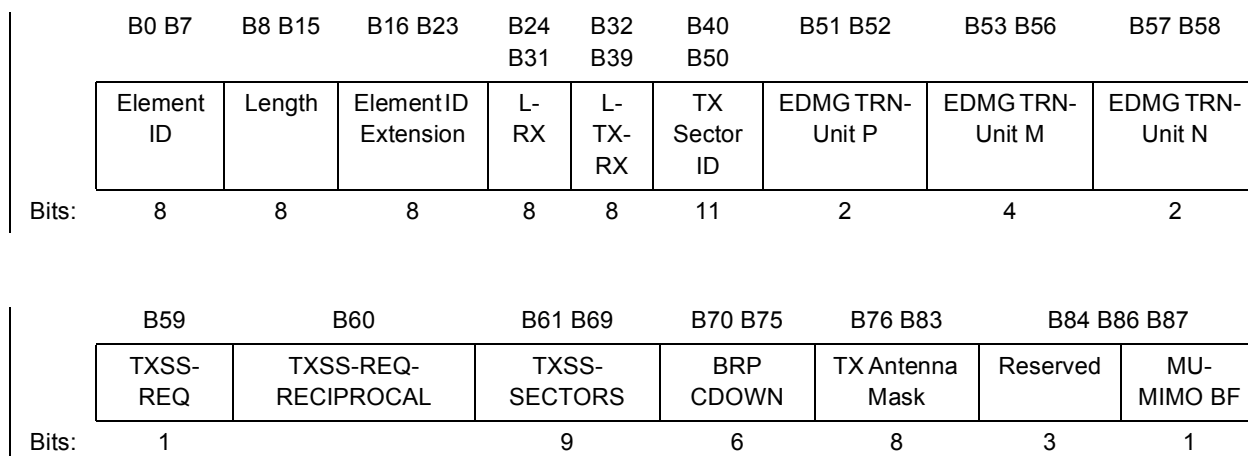 B0 B7 B8 B15 B16 B23 B24 B32 B40 B51 B52 B53 B56 B57 B58
B31 B39 B50
Element Length Element ID L- L- TX EDMG TRN- EDMG TRN- EDMG TRN-
ID Extension RX TX- Sector Unit P Unit M Unit N
RX ID
Bits: 8 8 8 8 8 11 2 4 2
B59 B60 B61 B69 B70 B75 B76 B83 B84 B86 B87
TXSS- TXSS-REQ- TXSS- BRP TX Antenna Reserved MU-
REQ RECIPROCAL SECTORS CDOWN Mask MIMO BF
Bits: 1 9 6 8 3 1